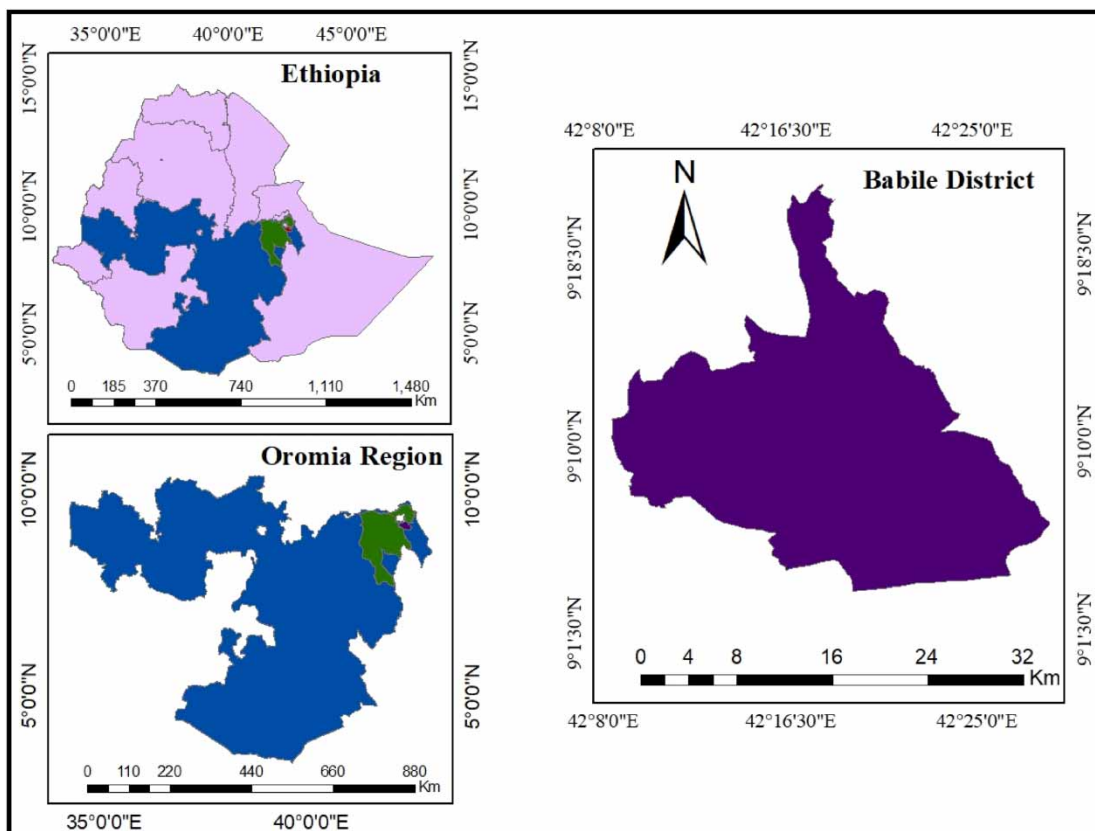 35°0'0"E 40°0'0"E 45°0'0"E
Ethiopia
15°0'0"N
10°0'0"N
5°0'0"N
15°0'0"N
10°0'0"N
5°0'0"N
0 185 370 740 1,110 1,480
Km
Oromia Region
10°0'0"N
5°0'0"N
10°0'0"N
5°0'0"N
0 110 220 440 660 880
Km
35°0'0"E 40°0'0"E
42°8'0"E 42°16'30"E 42°25'0"E
Babile District
N
9°18'30"N
9°10'0"N
9°1'30"N
9°18'30"N
9°10'0"N
9°1'30"N
0 4 8 16 24 32
Km
42°8'0"E 42°16'30"E 42°25'0"E